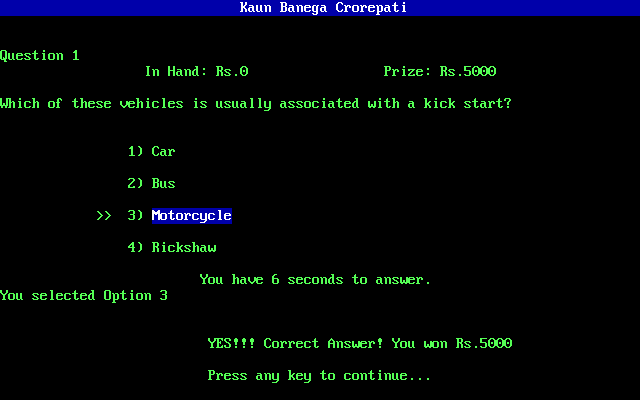 Kaun Banega Crorepati
Question 1
In Hand: Rs.0 Prize: Rs.5000
Which of these vehicles is usually associated with a kick start?
1) Car
2) Bus
>> 3) Motorcycle
4) Rickshaw
You have 6 seconds to answer.
You selected Option 3
YES!!! Correct Answer! You won Rs.5000
Press any key to continue...